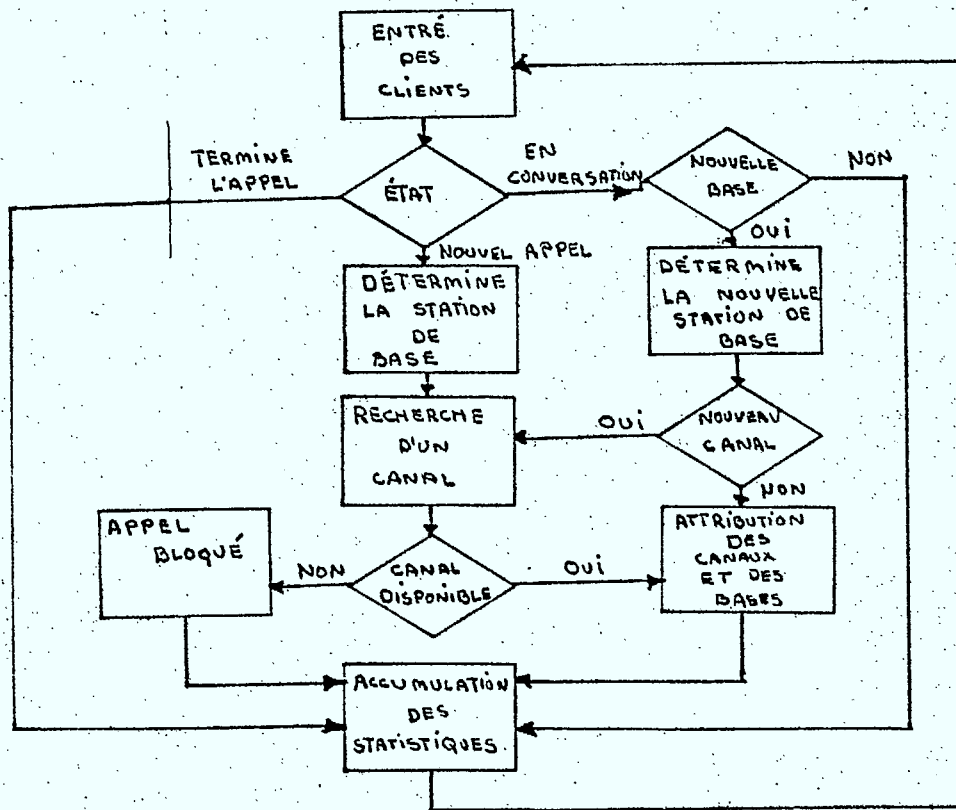 ENTRÉ
DES
CLIENTS
TERMINE
L'APPEL
ÉTAT
EN
CONVERSATION
NOUVELLE
BASE
NON
OUI
NOUVEL APPEL
DÉTERMINE
LA STATION
DE
BASE
DÉTERMINE
LA NOUVELLE
STATION DE
BASE
RECHERCHE
D'UN
CANAL
OUI
NOUVEAU
CANAL
NON
APPEL
BLOQUÉ
NON
CANAL
DISPONIBLE
OUI
ATTRIBUTION
DES
CANAUX
ET DES
BASES
ACCUMULATION
DES
STATISTIQUES